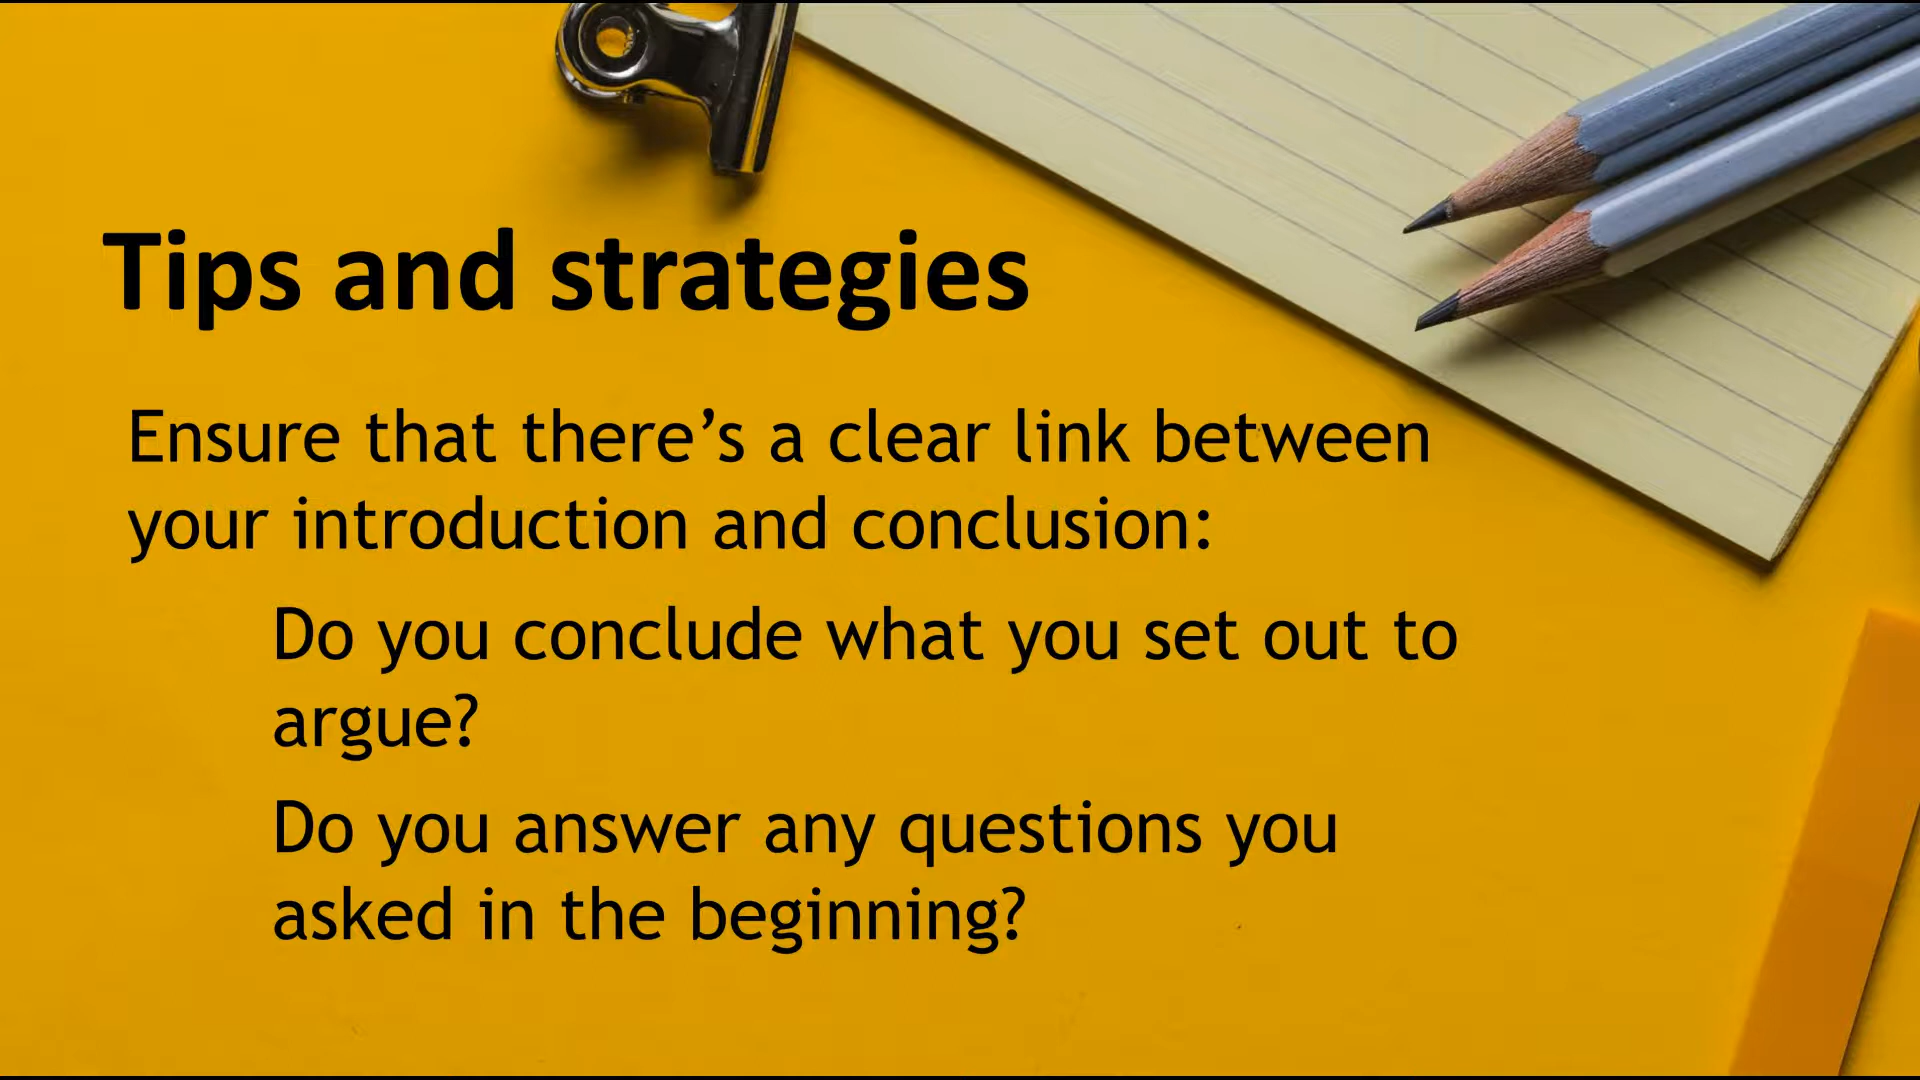 Tips and strategies
Ensure that there’s a clear link between
your introduction and conclusion:
Do you conclude what you set out to
argue?
Do you answer any questions you
asked in the beginning?